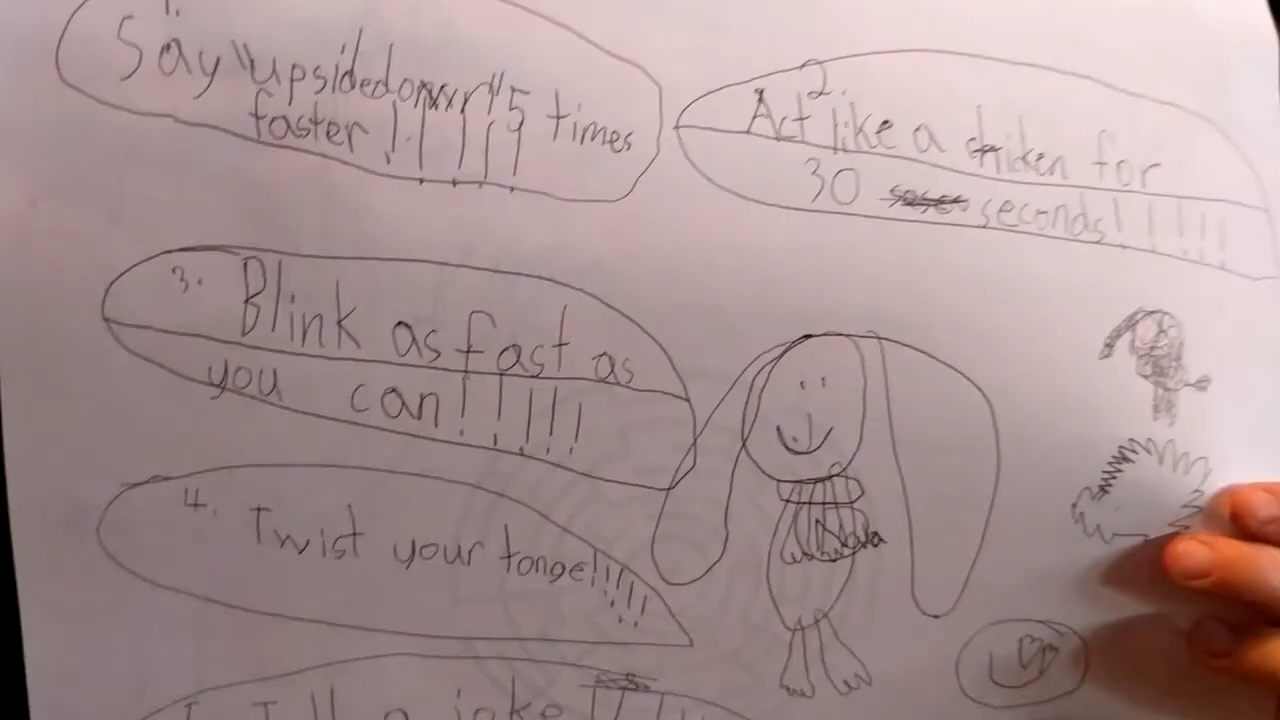 1.
Say "upsidedown" 5 times
faster !!!!!
2.
Act like a chicken for
30 seconds!!!!!
3. Blink as fast as
you can!!!!!
4. Twist your tonge!!!!!
a joke